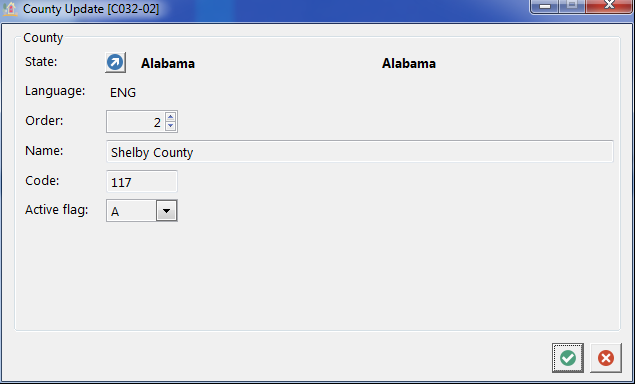 County Update [C032-02]
County
State: Alabama Alabama
Language: ENG
Order: 2
Name: Shelby County
Code: 117
Active flag: A